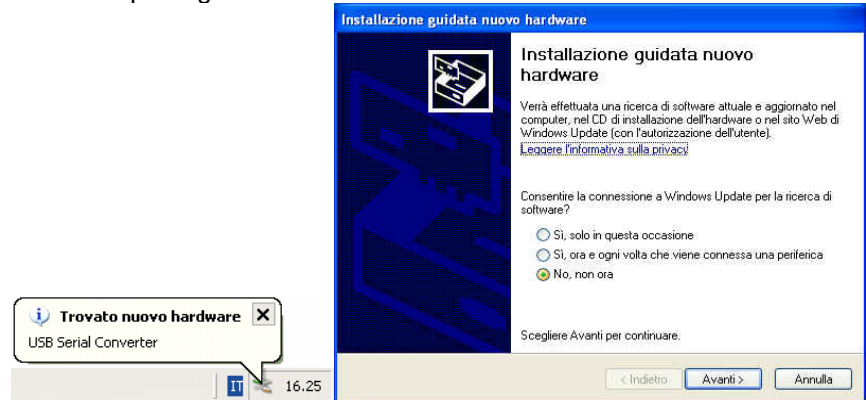 Installazione guidata nuovo hardware
Installazione guidata nuovo
hardware
Verrà effettuata una ricerca di software attuale e aggiornato nel
computer, nel CD di installazione dell'hardware o nel sito Web di
Windows Update (con l'autorizzazione dell'utente).
Leggere l'informativa sulla privacy
Consentire la connessione a Windows Update per la ricerca di
software?
Sì, solo in questa occasione
Sì, ora e ogni volta che viene connessa una periferica
No, non ora
Scegliere Avanti per continuare.
< Indietro
Avanti >
Annulla
Trovato nuovo hardware
USB Serial Converter
IT
16.25